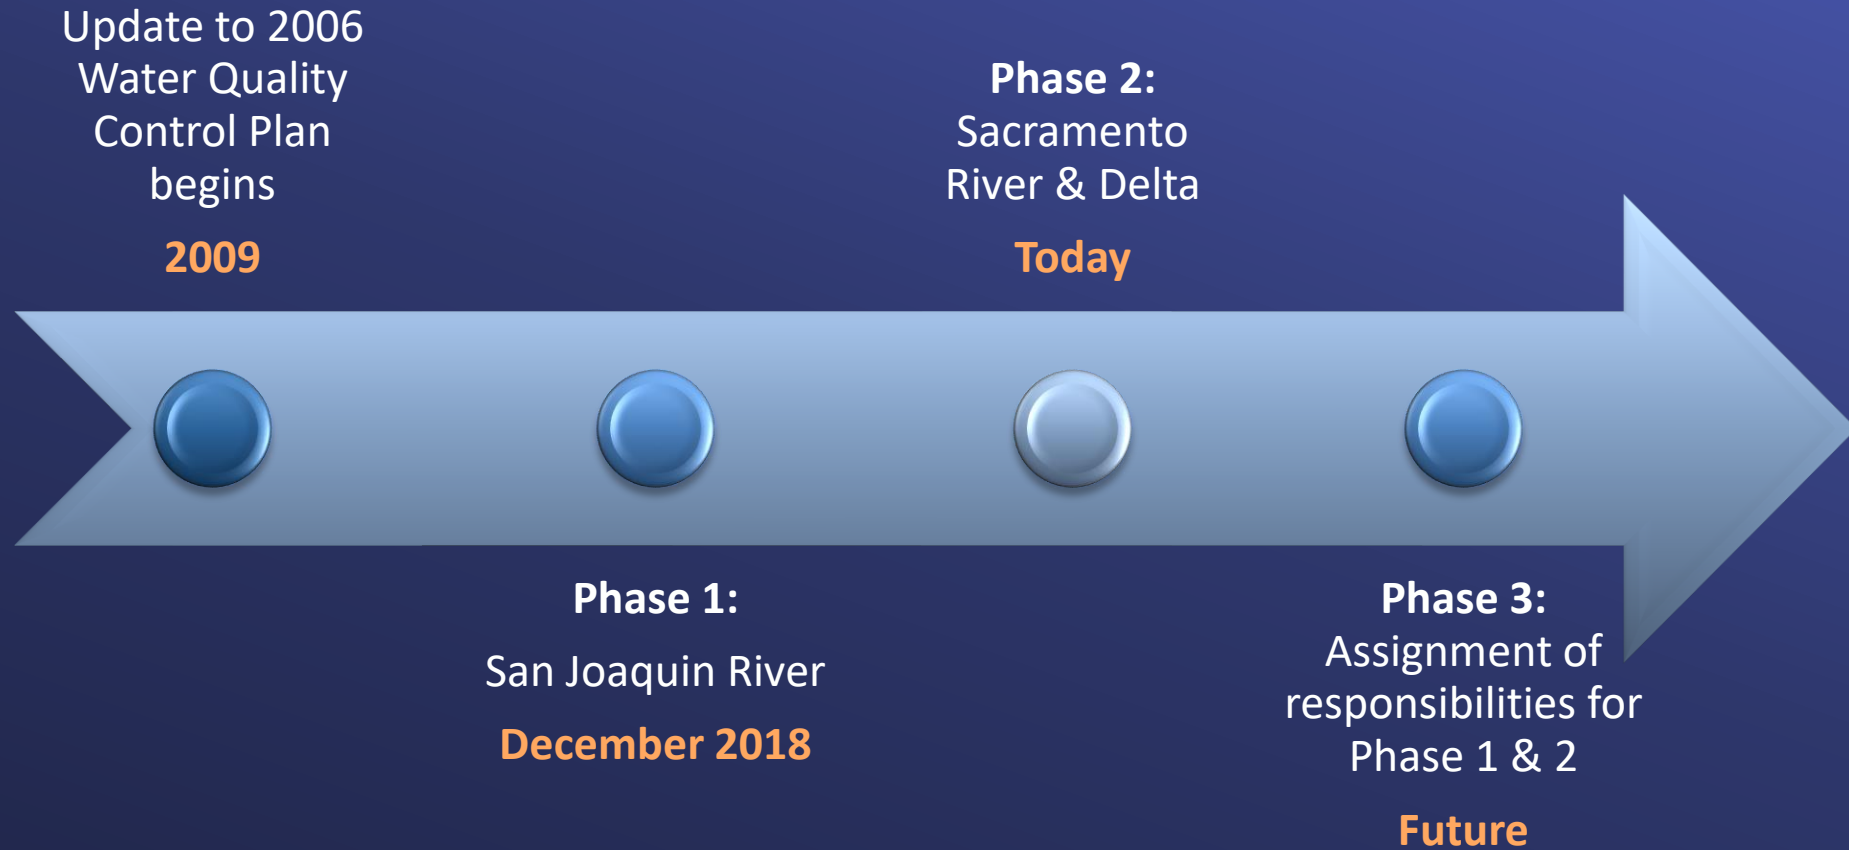 Update to 2006
Water Quality
Control Plan
begins
2009
Phase 1:
San Joaquin River
December 2018
Phase 2:
Sacramento
River & Delta
Today
Phase 3:
Assignment of
responsibilities for
Phase 1 & 2
Future